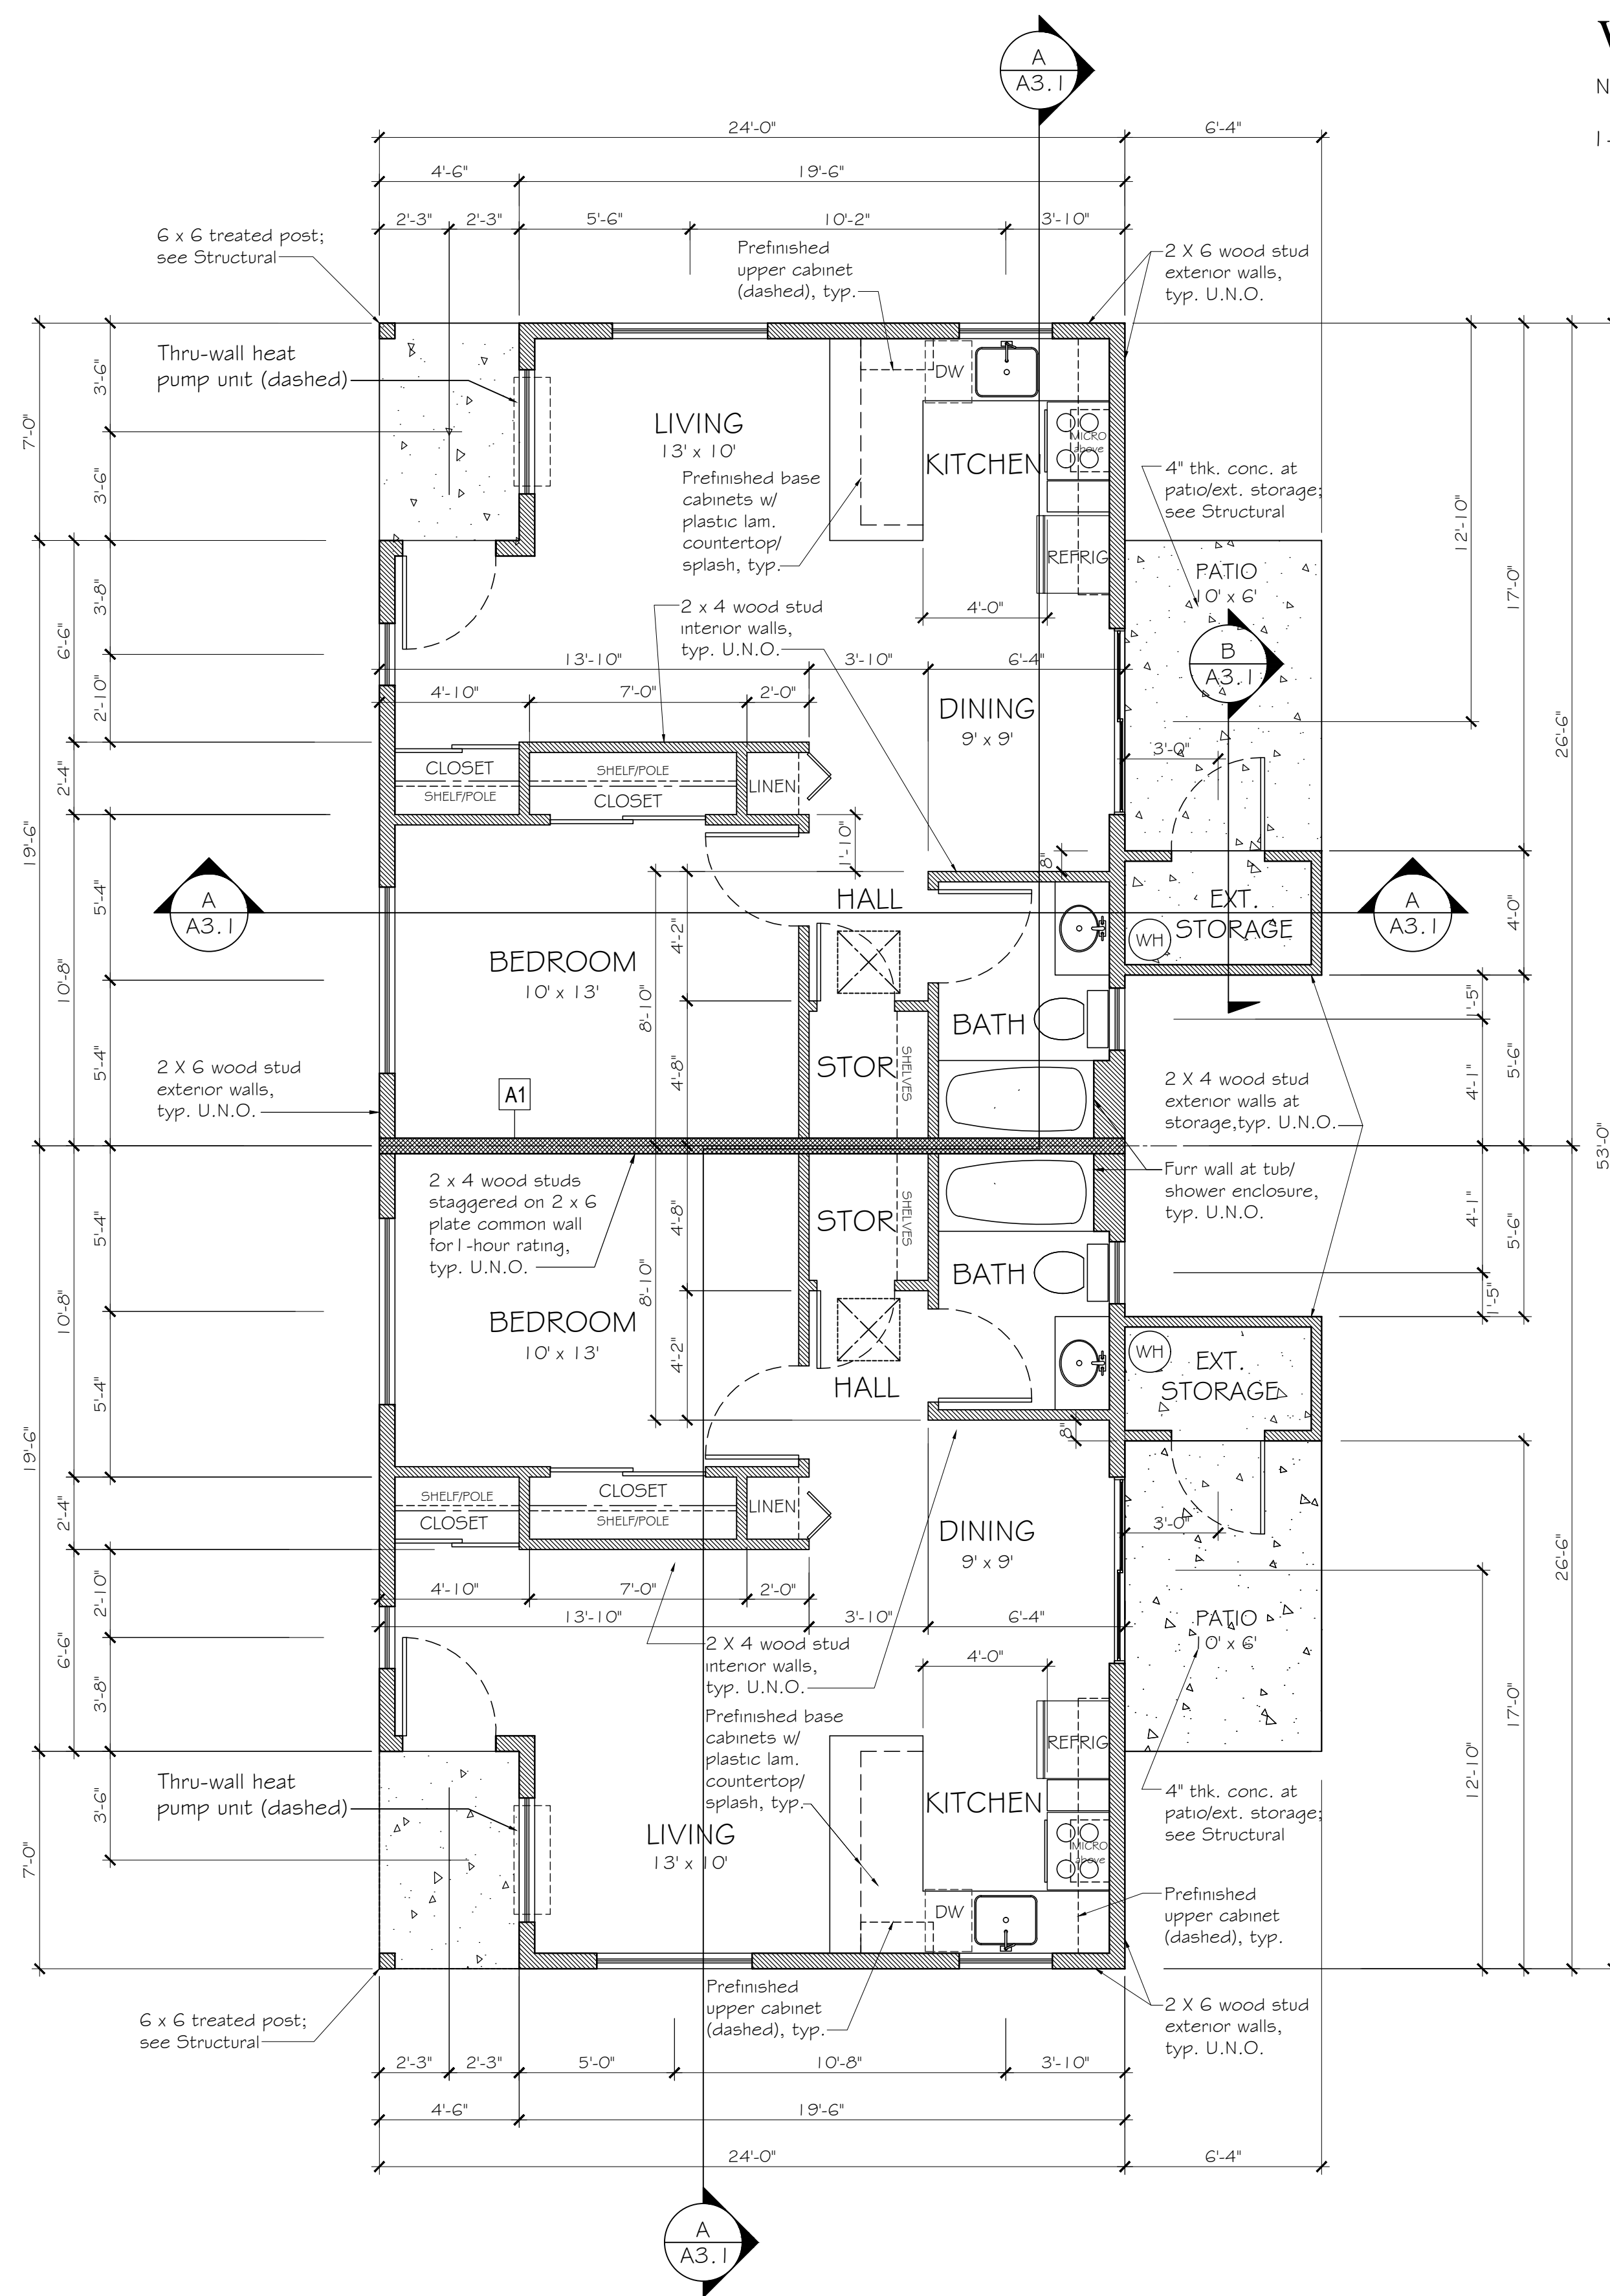 A
A3.1
24'-0"
6'-4"
4'-6"
19'-6"
2'-3"
2'-3"
5'-6"
10'-2"
3'-10"
6 x 6 treated post;
see Structural
Prefinished
upper cabinet
(dashed), typ.
2 X 6 wood stud
exterior walls,
typ. U.N.O.
Thru-wall heat
pump unit (dashed)
3'-6"
7'-0"
3'-6"
LIVING
13' x 10'
DW
KITCHEN
MICRO
above
REFRIG
Prefinished base
cabinets w/
plastic lam.
countertop/
splash, typ.
4" thk. conc. at
patio/ext. storage;
see Structural
12'-10"
17'-0"
26'-6"
53'-0"
PATIO
10' x 6'
4'-0"
3'-8"
6'-6"
2'-10"
2 x 4 wood stud
interior walls,
typ. U.N.O.
B
A3.1
13'-10"
3'-10"
6'-4"
4'-10"
7'-0"
2'-0"
DINING
9' x 9'
3'-0"
2'-4"
CLOSET
SHELF/POLE
SHELF/POLE
CLOSET
LINEN
19'-6"
1'-10"
8"
A
A3.1
5'-4"
10'-8"
5'-4"
HALL
4'-2"
8'-10"
BEDROOM
10' x 13'
EXT.
STORAGE
WH
4'-0"
A
A3.1
BATH
STOR
SHELVES
4'-8"
1'-5"
4'-1"
5'-6"
2 X 6 wood stud
exterior walls,
typ. U.N.O.
A1
2 X 4 wood stud
exterior walls at
storage,typ. U.N.O.
Furr wall at tub/
shower enclosure,
typ. U.N.O.
2 x 4 wood studs
staggered on 2 x 6
plate common wall
for 1-hour rating,
typ. U.N.O.
5'-4"
10'-8"
5'-4"
8'-10"
4'-8"
4'-2"
STOR
SHELVES
BATH
4'-1"
5'-6"
1'-5"
BEDROOM
10' x 13'
HALL
WH
EXT.
STORAGE
8"
19'-6"
2'-4"
SHELF/POLE
CLOSET
CLOSET
SHELF/POLE
LINEN
DINING
9' x 9'
3'-0"
26'-6"
2'-10"
6'-6"
3'-8"
4'-10"
7'-0"
2'-0"
13'-10"
3'-10"
6'-4"
PATIO
10' x 6'
2 X 4 wood stud
interior walls,
typ. U.N.O.
4'-0"
17'-0"
12'-10"
Prefinished base
cabinets w/
plastic lam.
countertop/
splash, typ.
REFRIG
KITCHEN
MICRO
above
DW
Thru-wall heat
pump unit (dashed)
3'-6"
7'-0"
LIVING
13' x 10'
4" thk. conc. at
patio/ext. storage;
see Structural
Prefinished
upper cabinet
(dashed), typ.
Prefinished
upper cabinet
(dashed), typ.
2 X 6 wood stud
exterior walls,
typ. U.N.O.
6 x 6 treated post;
see Structural
2'-3"
2'-3"
5'-0"
10'-8"
3'-10"
4'-6"
19'-6"
24'-0"
6'-4"
A
A3.1